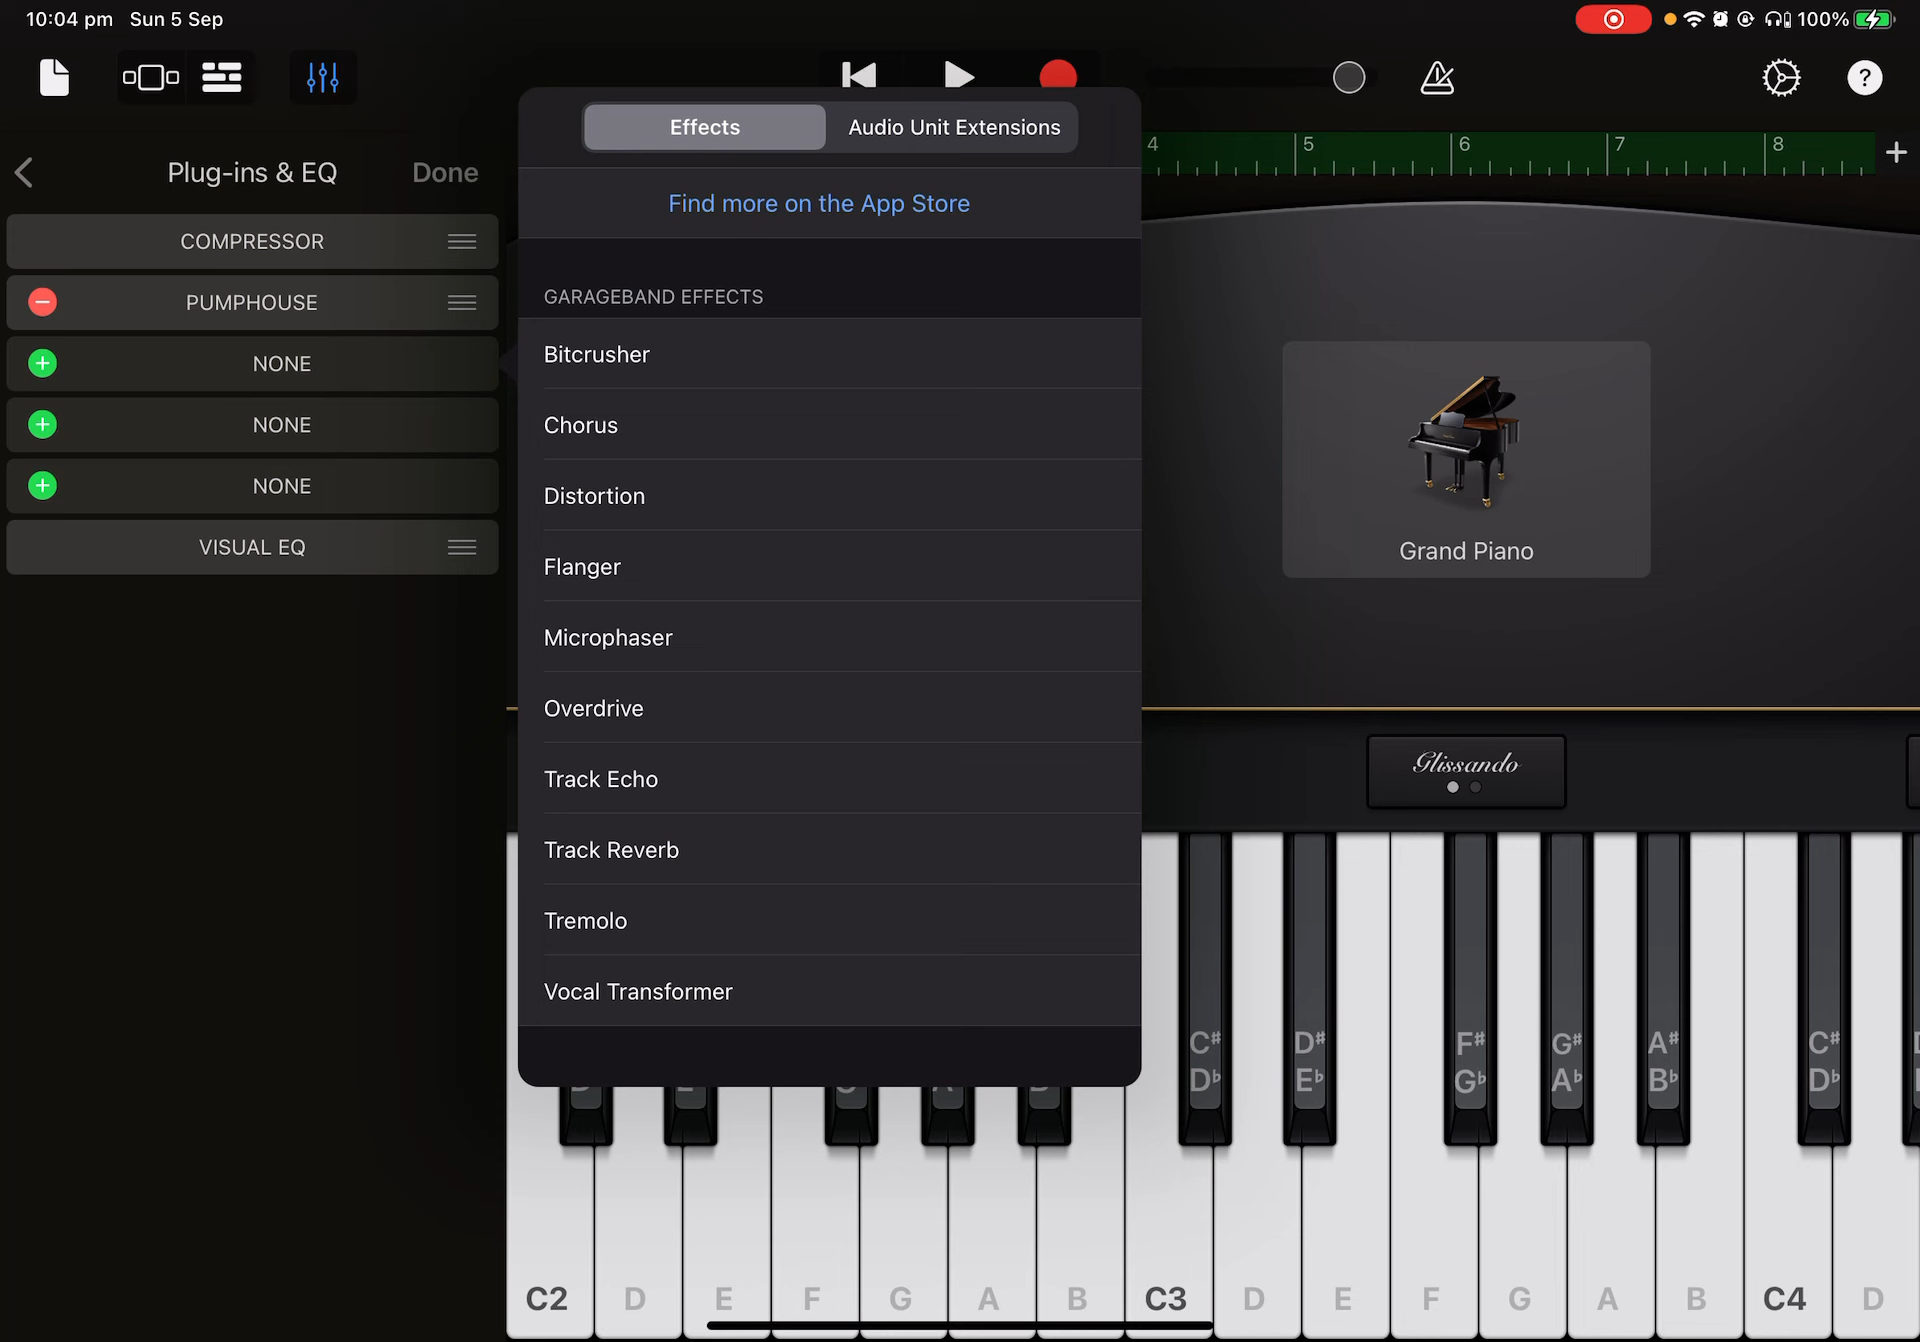 10:04 pm Sun 5 Sep
100%
?
Effects
Audio Unit Extensions
4 5 6 7 8
Plug-ins & EQ
Done
Find more on the App Store
COMPRESSOR
PUMPHOUSE
NONE
NONE
NONE
VISUAL EQ
GARAGEBAND EFFECTS
Bitcrusher
Chorus
Distortion
Flanger
Microphaser
Overdrive
Track Echo
Track Reverb
Tremolo
Vocal Transformer
Grand Piano
Glissando
C♯ D♯ F♯ G♯ A♯ C♯
D♭ E♭ G♭ A♭ B♭ D♭
C2 D E F G A B C3 D E F G A B C4 D